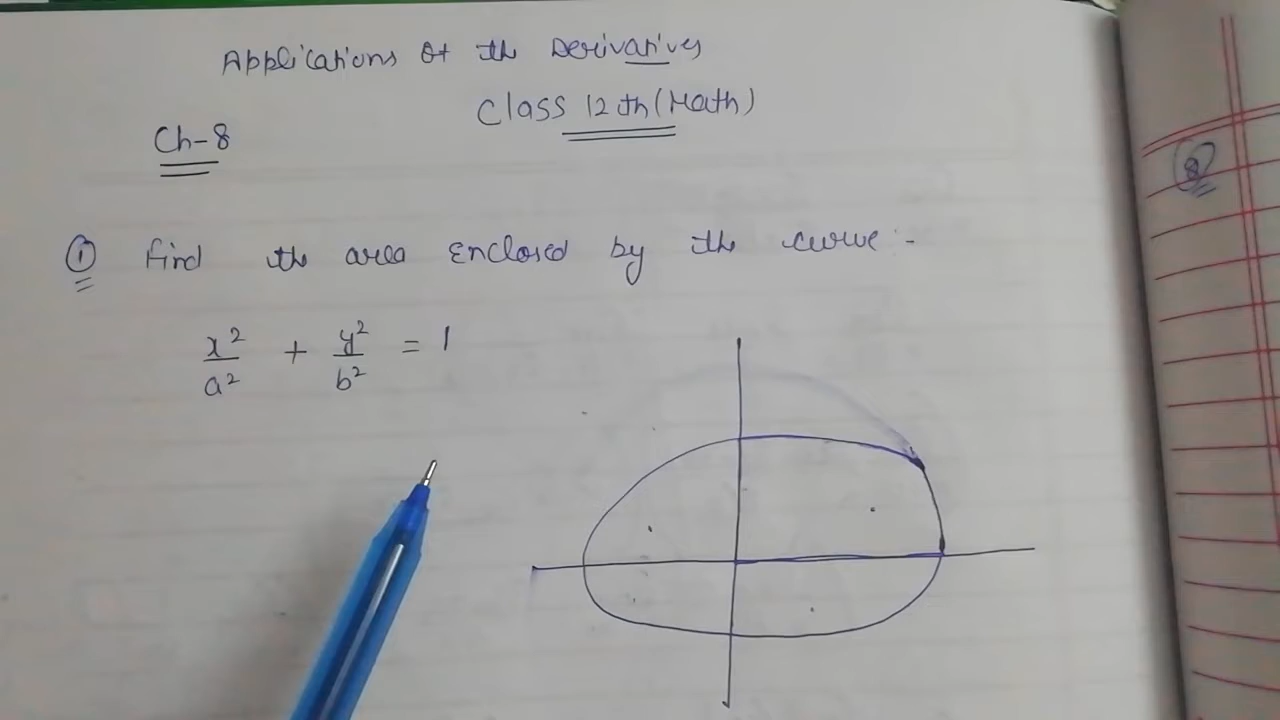 Applications of the Derivatives
Class 12th (Math)
Ch-8
① find the area enclosed by the curve :-
x²/a² + y²/b² = 1